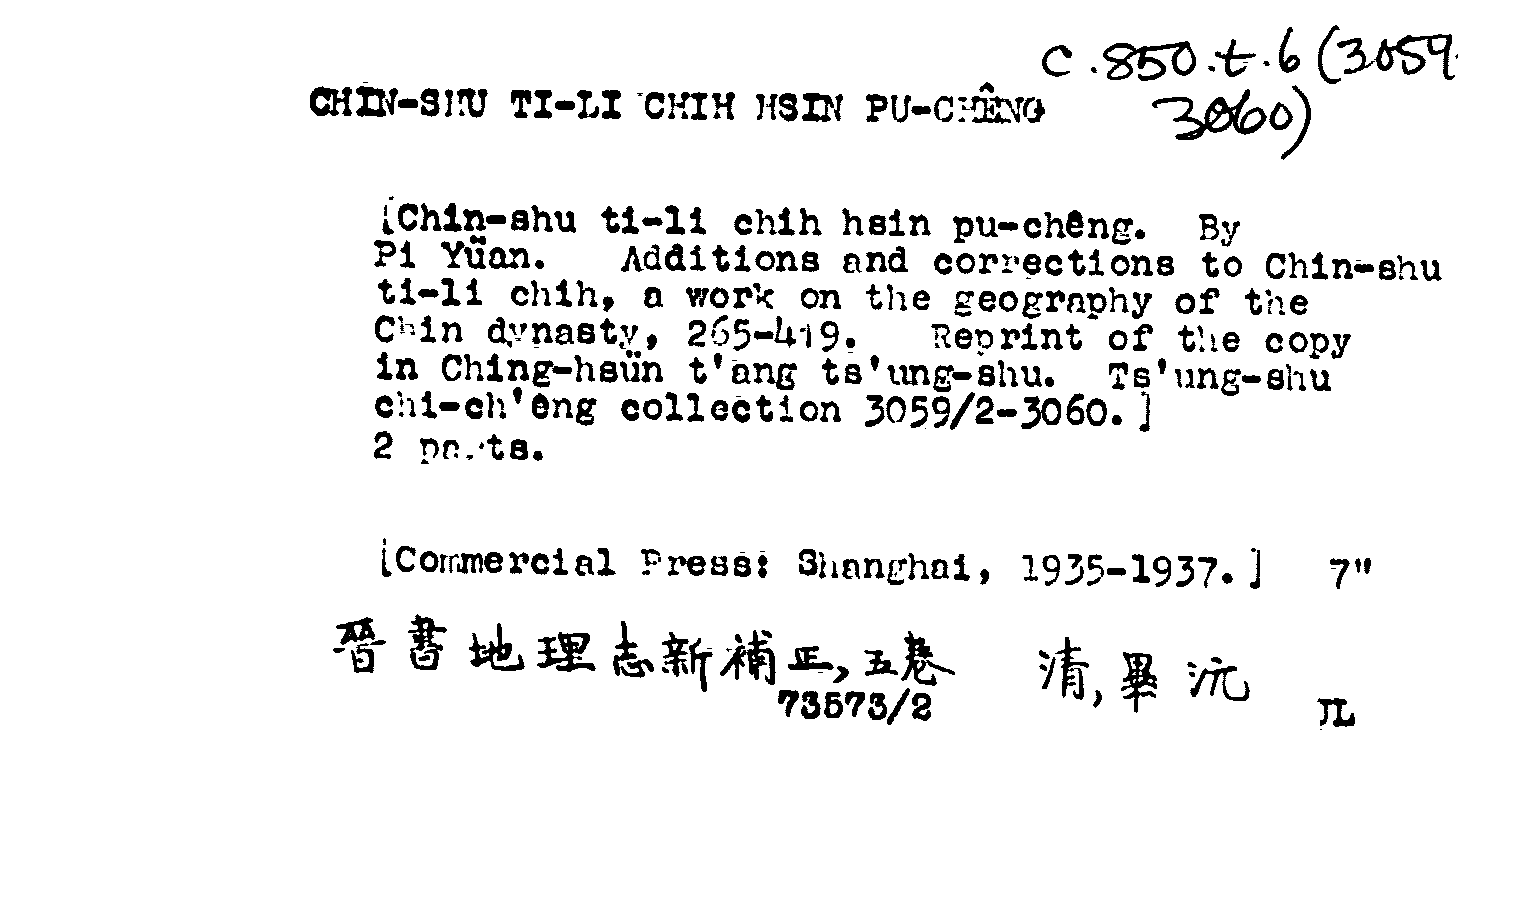 C.850.t.6 (3059
3060)
CHIN-SHU TI-LI CHIH HSIN PU-CHÊNG
[Chin-shu ti-li chih hsin pu-chêng. By
Pi Yüan. Additions and corrections to Chin-shu
ti-li chih, a work on the geography of the
Chin dynasty, 265-419. Reprint of the copy
in Ching-hsün t'ang ts'ung-shu. Ts'ung-shu
chi-ch'êng collection 3059/2-3060.]
2 parts.
[Commercial Press: Shanghai, 1935-1937.] 7"
晉書地理志新補正, 五卷 清, 畢沅
73573/2
JL